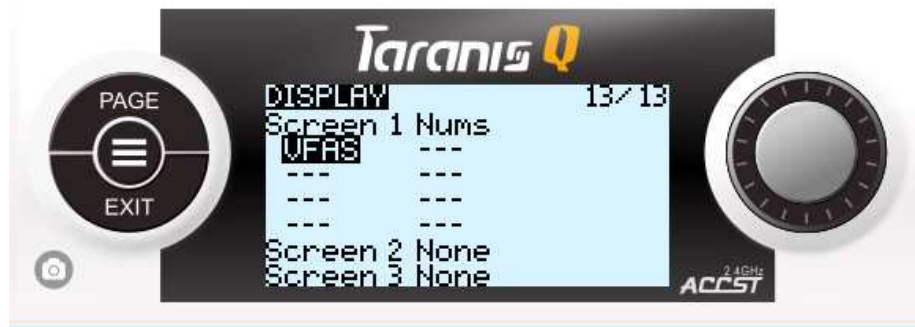 Taranis Q
PAGE
EXIT
DISPLAY 13/13
Screen 1 Nums
VFAS ---
--- ---
--- ---
--- ---
Screen 2 None
Screen 3 None
2.4GHz
ACCST